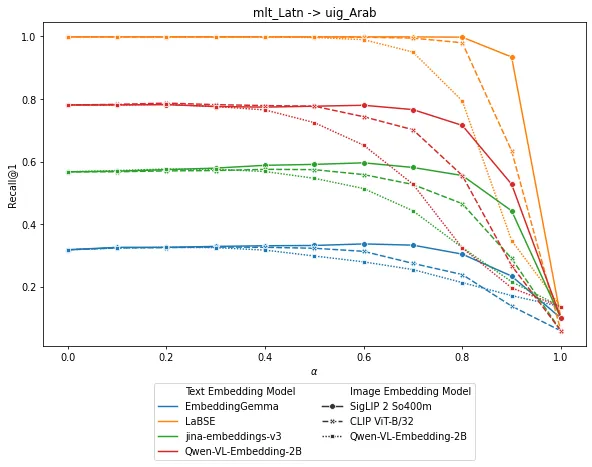 mlt_Latn -> uig_Arab
Recall@1
1.0
0.8
0.6
0.4
0.2
0.0 0.2 0.4 0.6 0.8 1.0
α
Text Embedding Model
EmbeddingGemma
LaBSE
jina-embeddings-v3
Qwen-VL-Embedding-2B
Image Embedding Model
SigLIP 2 So400m
CLIP ViT-B/32
Qwen-VL-Embedding-2B